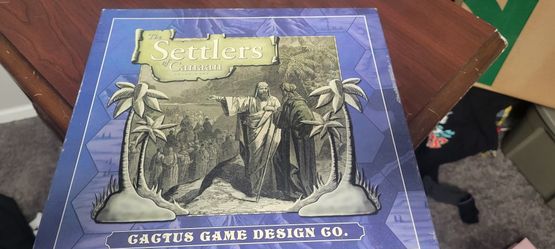 The
Settlers
of Canaan
CACTUS GAME DESIGN CO.